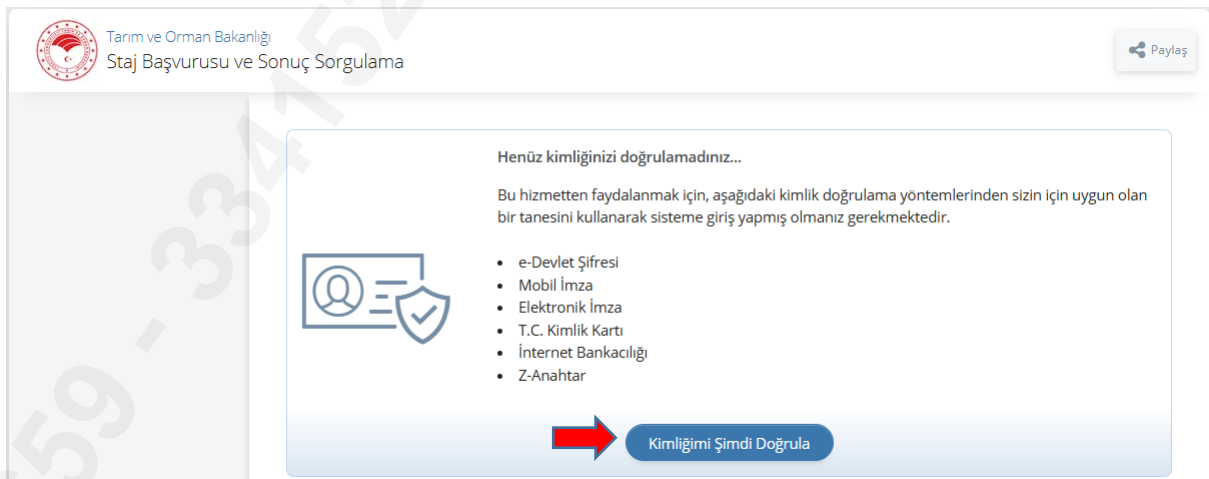 Tarım ve Orman Bakanlığı
Staj Başvurusu ve Sonuç Sorgulama
Paylaş
Henüz kimliğinizi doğrulamadınız...
Bu hizmetten faydalanmak için, aşağıdaki kimlik doğrulama yöntemlerinden sizin için uygun olan
bir tanesini kullanarak sisteme giriş yapmış olmanız gerekmektedir.
• e-Devlet Şifresi
• Mobil İmza
• Elektronik İmza
• T.C. Kimlik Kartı
• İnternet Bankacılığı
• Z-Anahtar
Kimliğimi Şimdi Doğrula